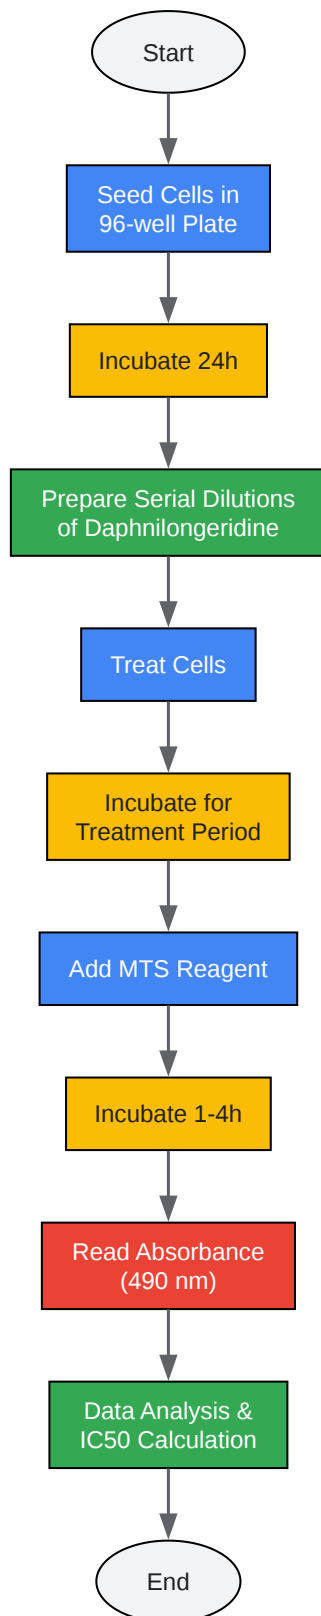 Start
Seed Cells in
96-well Plate
Incubate 24h
Prepare Serial Dilutions
of Daphnilongeridine
Treat Cells
Incubate for
Treatment Period
Add MTS Reagent
Incubate 1-4h
Read Absorbance
(490 nm)
Data Analysis &
IC50 Calculation
End